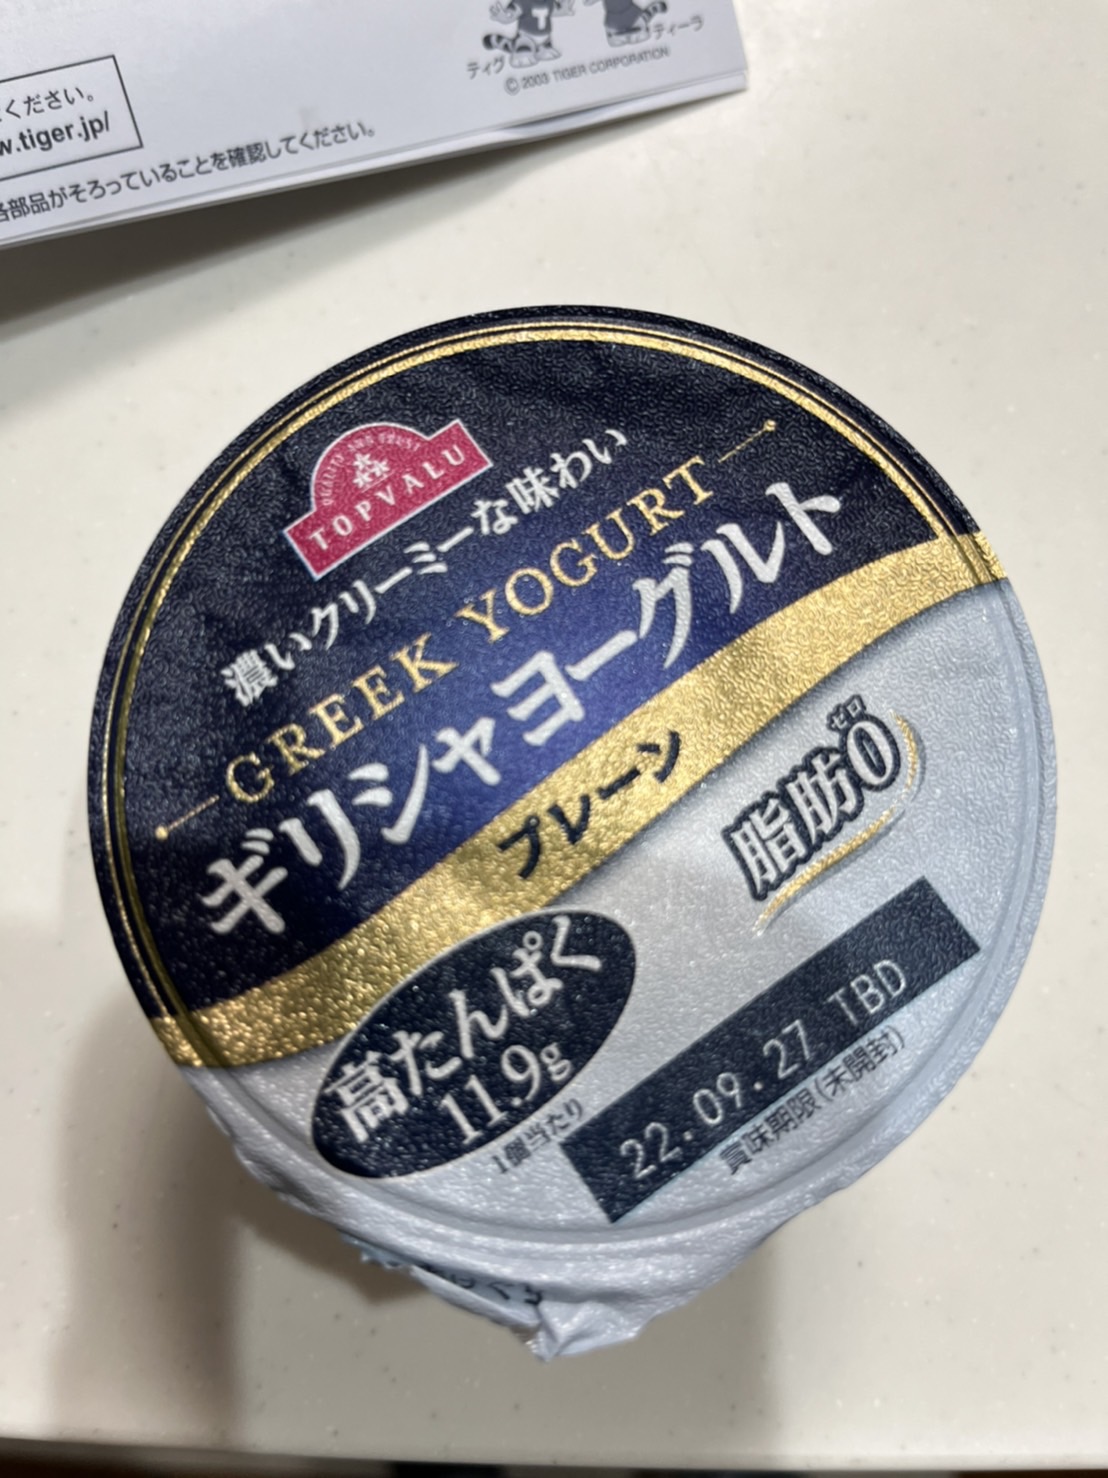 ティグ ティーラ
© 2003 TIGER CORPORATION
ください。
w.tiger.jp/
各部品がそろっていることを確認してください。
QUALITY AND TRUST
TOPVALU
濃いクリーミーな味わい
GREEK YOGURT
ギリシャヨーグルト
プレーン
ゼロ
脂肪0
高たんぱく
11.9g
1個当たり
22.09.27 TBD
賞味期限(未開封)